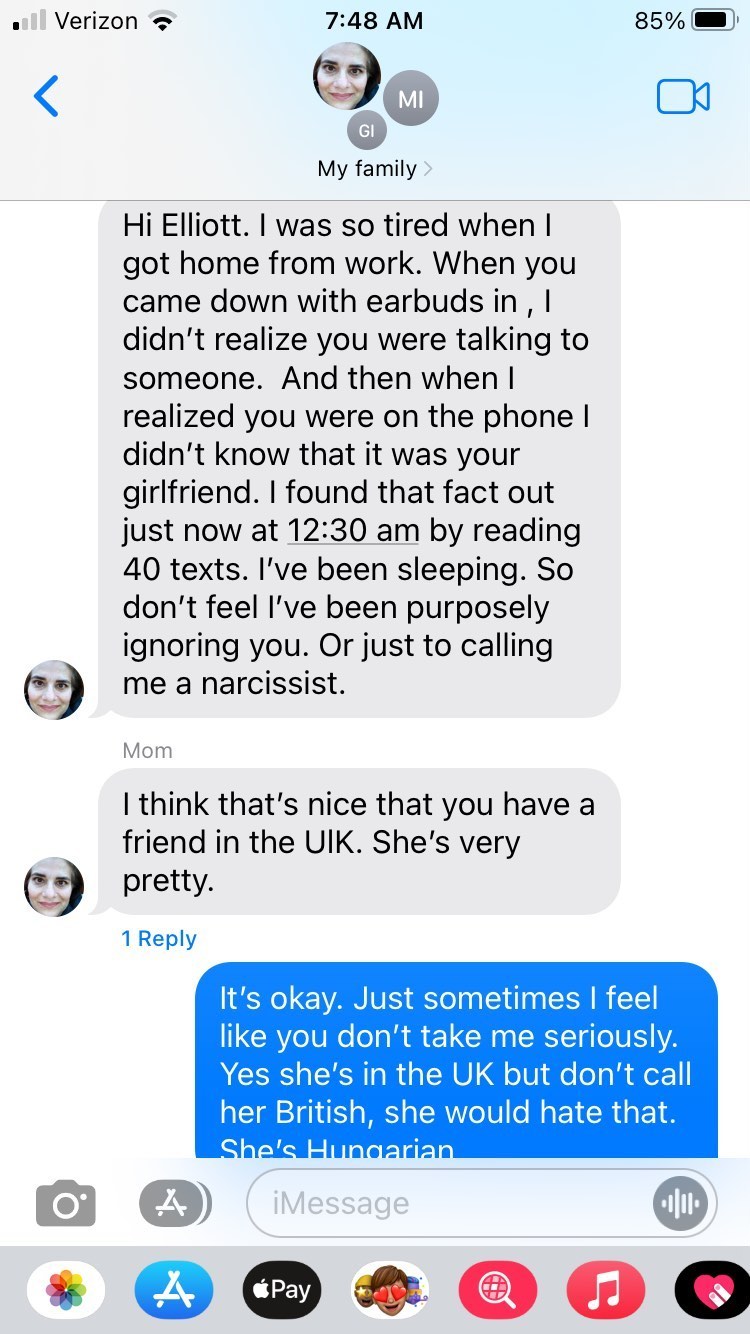 Verizon 7:48 AM 85%
MI
GI
My family
Hi Elliott. I was so tired when I
got home from work. When you
came down with earbuds in , I
didn’t realize you were talking to
someone.  And then when I
realized you were on the phone I
didn’t know that it was your
girlfriend. I found that fact out
just now at 12:30 am by reading
40 texts. I’ve been sleeping. So
don’t feel I’ve been purposely
ignoring you. Or just to calling
me a narcissist.
Mom
I think that’s nice that you have a
friend in the UlK. She’s very
pretty.
1 Reply
It’s okay. Just sometimes I feel
like you don’t take me seriously.
Yes she’s in the UK but don’t call
her British, she would hate that.
She’s Hungarian
iMessage
Pay